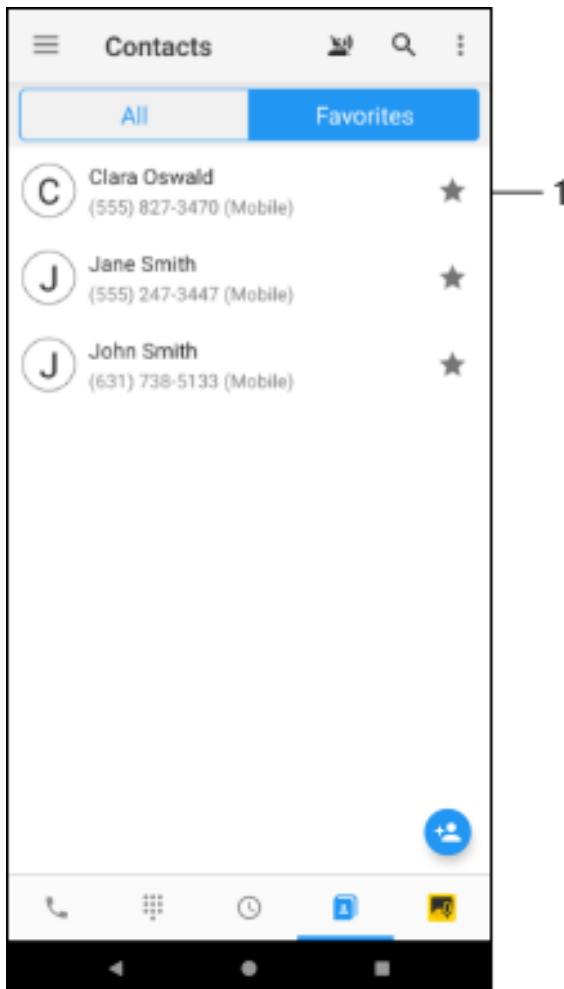 Contacts
All
Favorites
C
Clara Oswald
(555) 827-3470 (Mobile)
1
J
Jane Smith
(555) 247-3447 (Mobile)
J
John Smith
(631) 738-5133 (Mobile)